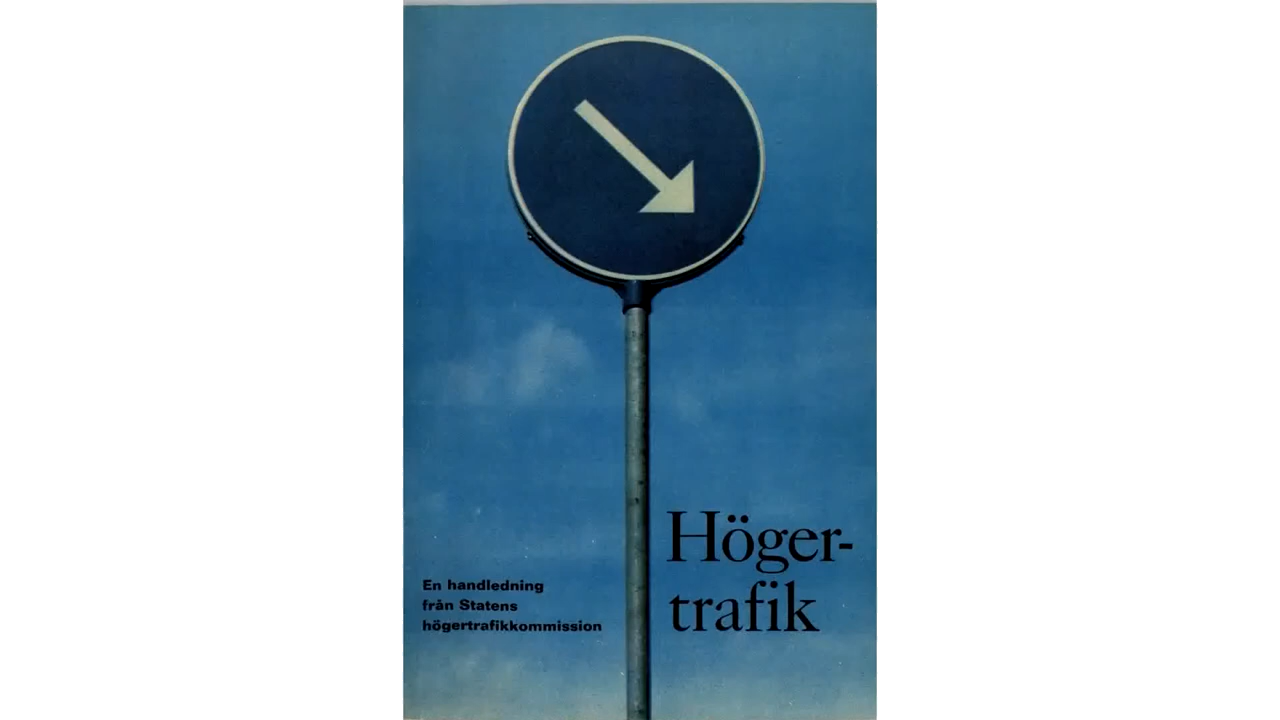 Höger-
trafik
En handledning
från Statens
högertrafikkommission